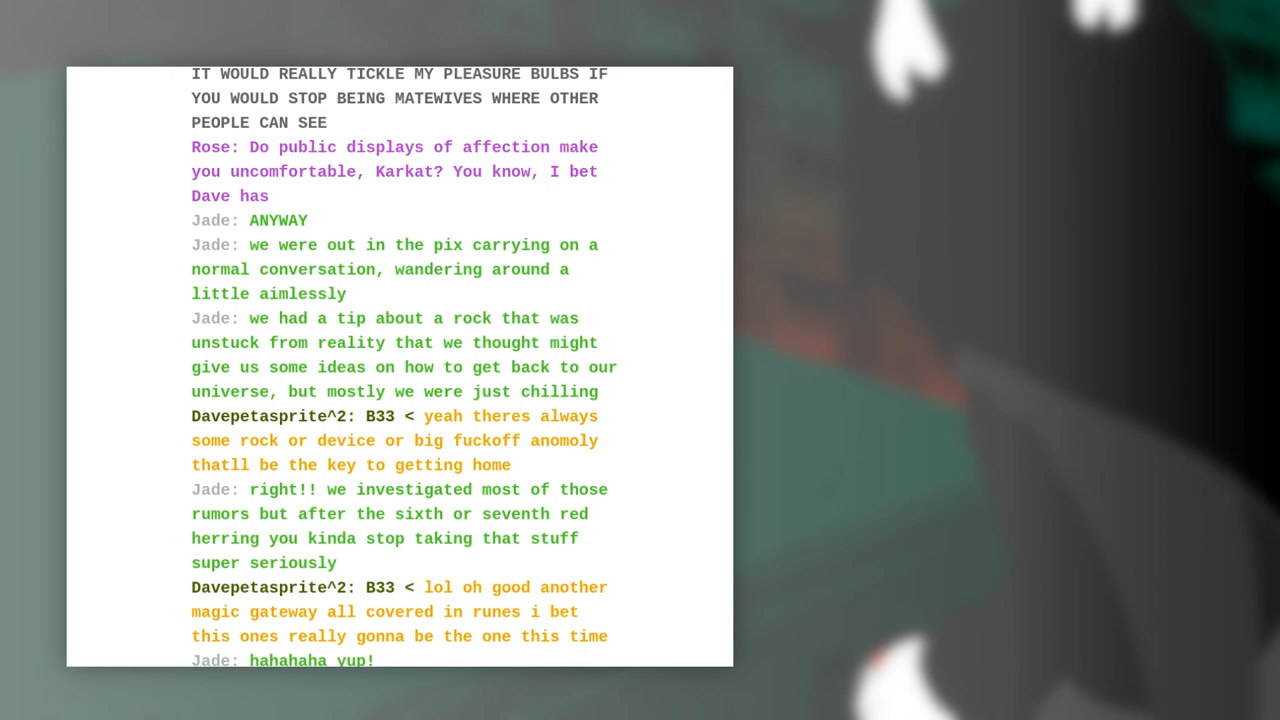 IT WOULD REALLY TICKLE MY PLEASURE BULBS IF
YOU WOULD STOP BEING MATEWIVES WHERE OTHER
PEOPLE CAN SEE
Rose: Do public displays of affection make
you uncomfortable, Karkat? You know, I bet
Dave has
Jade: ANYWAY
Jade: we were out in the pix carrying on a
normal conversation, wandering around a
little aimlessly
Jade: we had a tip about a rock that was
unstuck from reality that we thought might
give us some ideas on how to get back to our
universe, but mostly we were just chilling
Davepetasprite^2: B33 < yeah theres always
some rock or device or big fuckoff anomoly
thatll be the key to getting home
Jade: right!! we investigated most of those
rumors but after the sixth or seventh red
herring you kinda stop taking that stuff
super seriously
Davepetasprite^2: B33 < lol oh good another
magic gateway all covered in runes i bet
this ones really gonna be the one this time
Jade: hahahaha yup!